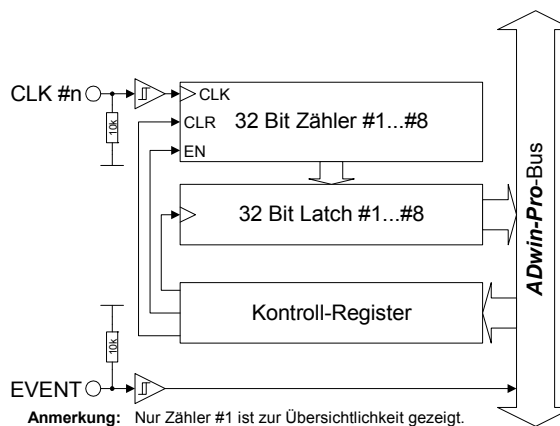 CLK #n
10k
CLK
CLR
EN
32 Bit Zähler #1...#8
32 Bit Latch #1...#8
Kontroll-Register
ADwin-Pro-Bus
10k
EVENT
Anmerkung: Nur Zähler #1 ist zur Übersichtlichkeit gezeigt.